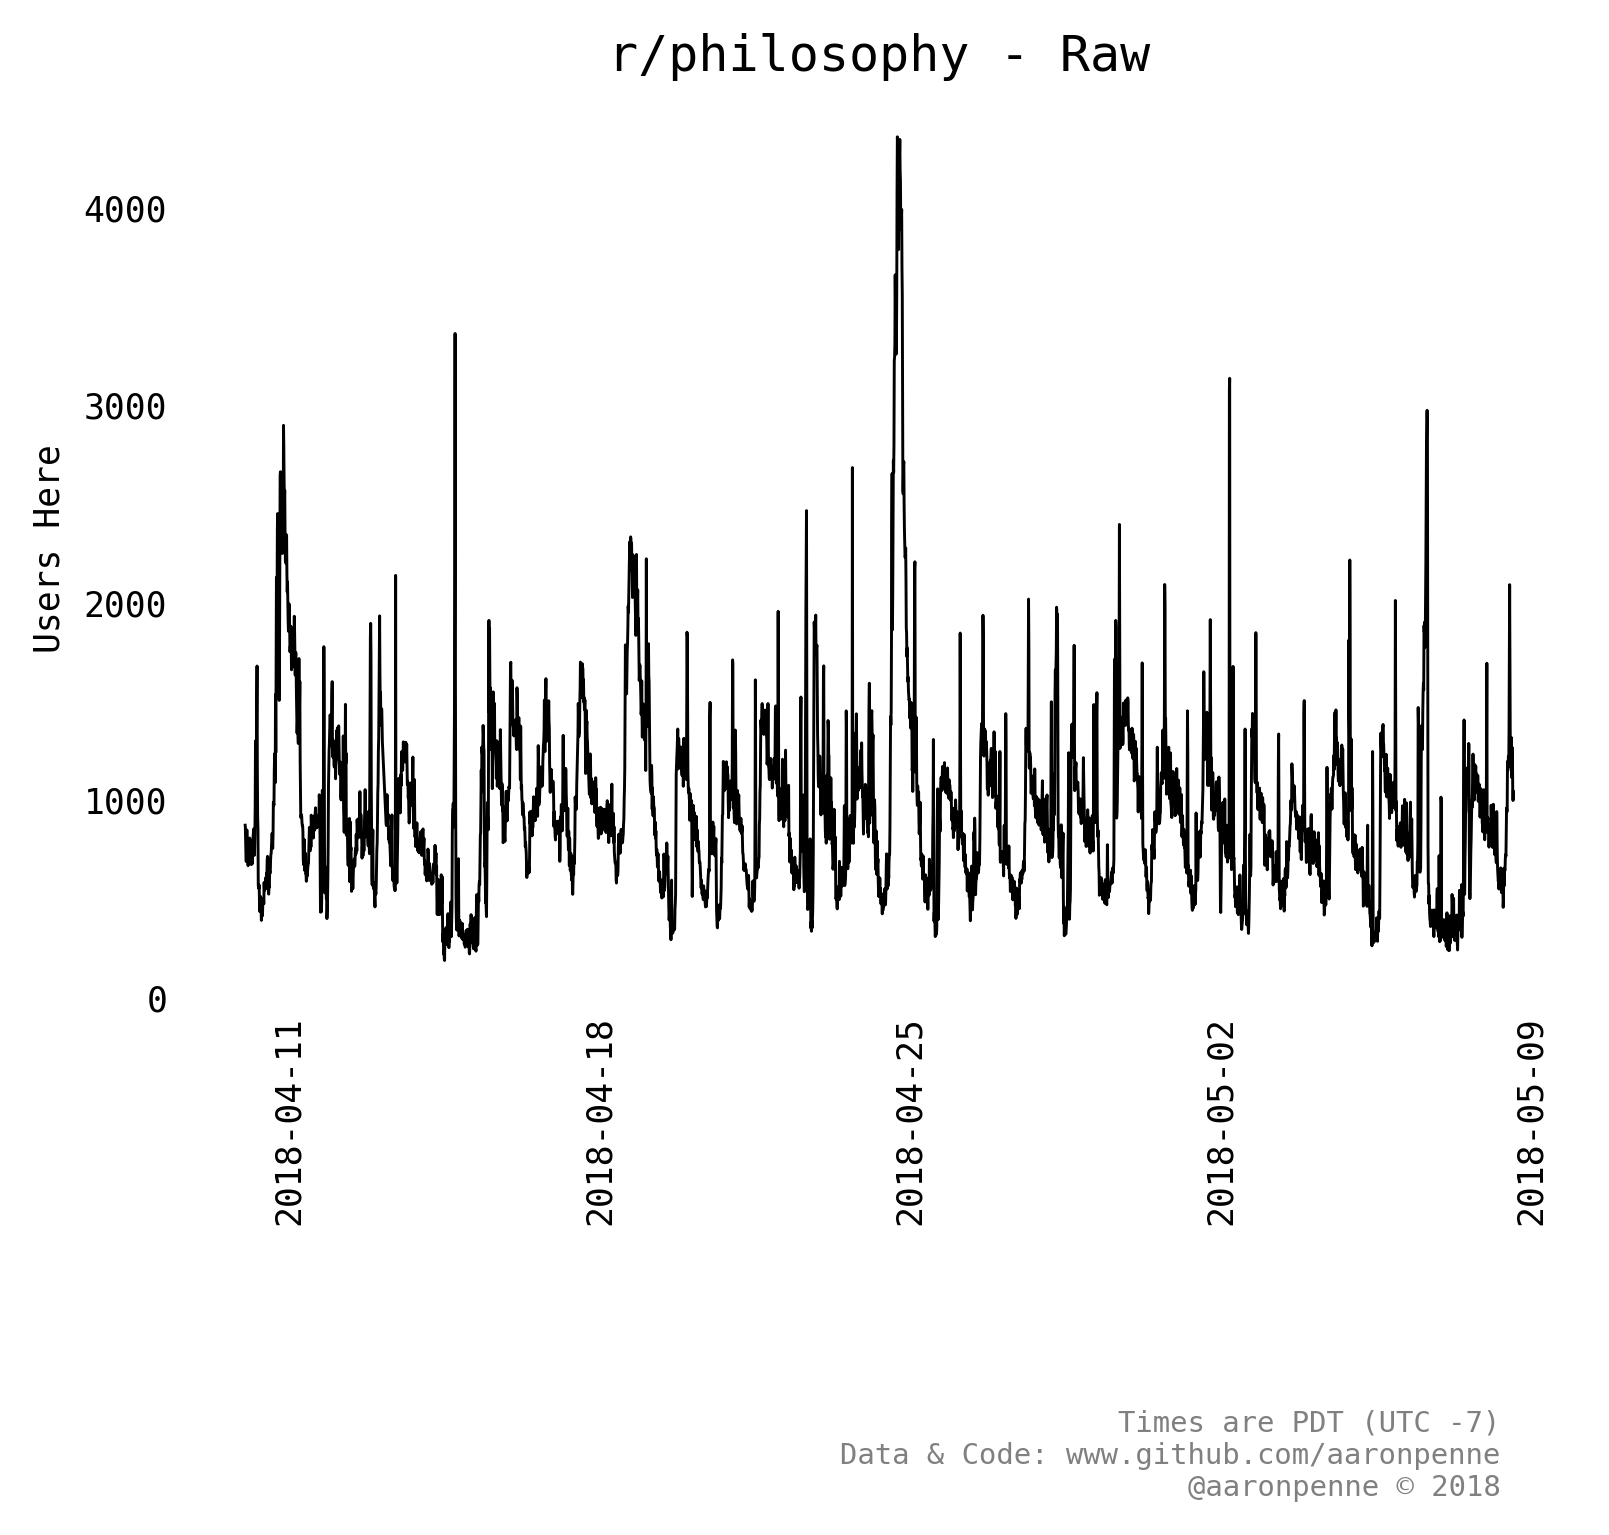 r/philosophy - Raw
Users Here
4000
3000
2000
1000
0
2018-04-11
2018-04-18
2018-04-25
2018-05-02
2018-05-09
Times are PDT (UTC -7)
Data & Code: www.github.com/aaronpenne
@aaronpenne © 2018